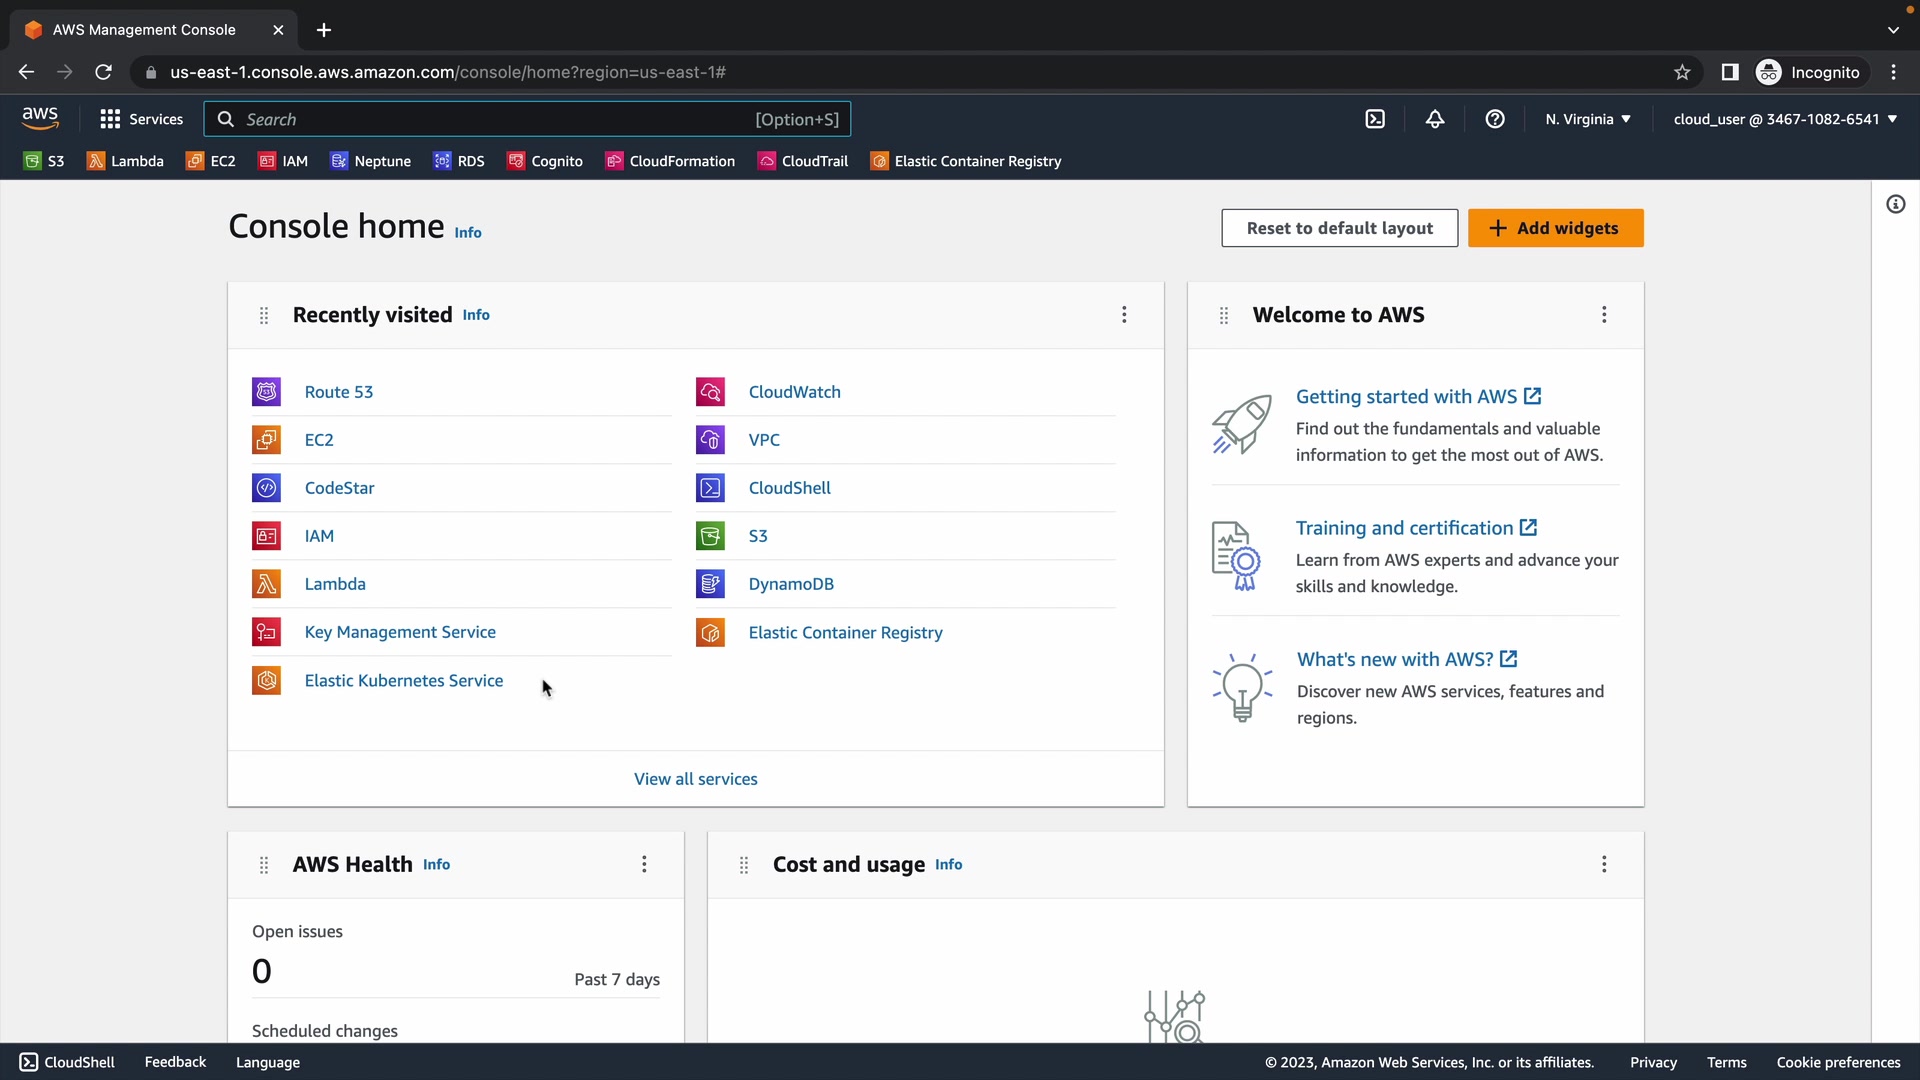 AWS Management Console
us-east-1.console.aws.amazon.com/console/home?region=us-east-1#
Incognito
aws
Services
Search
[Option+S]
N. Virginia
cloud_user @ 3467-1082-6541
S3
Lambda
EC2
IAM
Neptune
RDS
Cognito
CloudFormation
CloudTrail
Elastic Container Registry
Console home Info
Reset to default layout
Add widgets
Recently visited Info
Route 53
EC2
CodeStar
IAM
Lambda
Key Management Service
Elastic Kubernetes Service
CloudWatch
VPC
CloudShell
S3
DynamoDB
Elastic Container Registry
View all services
Welcome to AWS
Getting started with AWS
Find out the fundamentals and valuable
information to get the most out of AWS.
Training and certification
Learn from AWS experts and advance your
skills and knowledge.
What's new with AWS?
Discover new AWS services, features and
regions.
AWS Health Info
Open issues
0
Past 7 days
Scheduled changes
Cost and usage Info
CloudShell
Feedback
Language
© 2023, Amazon Web Services, Inc. or its affiliates.
Privacy
Terms
Cookie preferences